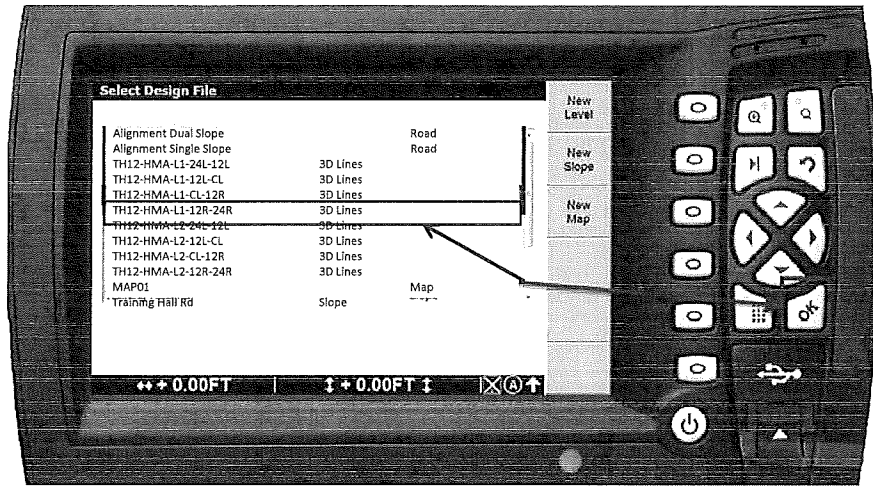 Select Design File
Alignment Dual Slope Road
Alignment Single Slope Road
TH12-HMA-L1-24L-12L 3D Lines
TH12-HMA-L1-12L-CL 3D Lines
TH12-HMA-L1-CL-12R 3D Lines
TH12-HMA-L1-12R-24R 3D Lines
TH12-HMA-L2-24L-12L 3D Lines
TH12-HMA-L2-12L-CL 3D Lines
TH12-HMA-L2-CL-12R 3D Lines
TH12-HMA-L2-12R-24R 3D Lines
MAP01 Map
Training Hall Rd Slope
New
Level
New
Slope
New
Map
+ 0.00FT
+ 0.00FT
A
OK